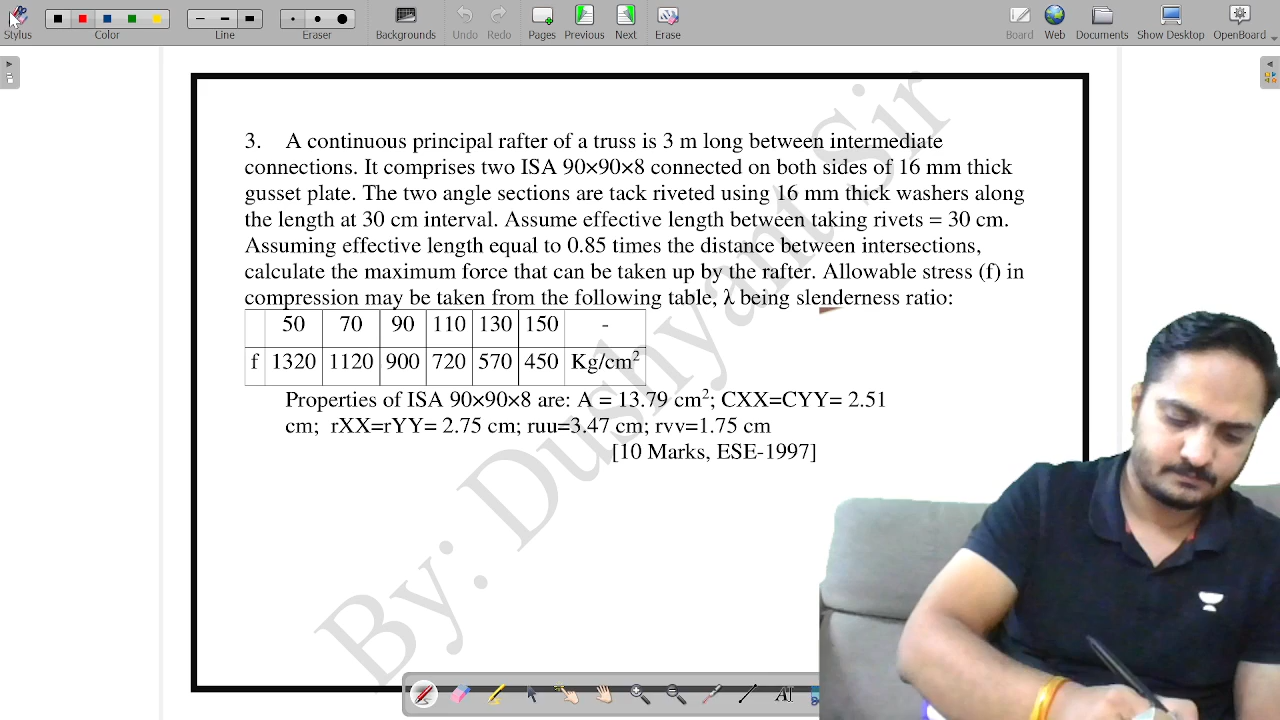 Stylus
Color
Line
Eraser
Backgrounds
Undo
Redo
Pages
Previous
Next
Erase
Board
Web
Documents
Show Desktop
OpenBoard
3. A continuous principal rafter of a truss is 3 m long between intermediate
connections. It comprises two ISA 90×90×8 connected on both sides of 16 mm thick
gusset plate. The two angle sections are tack riveted using 16 mm thick washers along
the length at 30 cm interval. Assume effective length between taking rivets = 30 cm.
Assuming effective length equal to 0.85 times the distance between intersections,
calculate the maximum force that can be taken up by the rafter. Allowable stress (f) in
compression may be taken from the following table, λ being slenderness ratio:
50 70 90 110 130 150 -
f 1320 1120 900 720 570 450 Kg/cm²
Properties of ISA 90×90×8 are: A = 13.79 cm²; CXX=CYY= 2.51
cm; rXX=rYY= 2.75 cm; ruu=3.47 cm; rvv=1.75 cm
[10 Marks, ESE-1997]
By: Dushyant Sir
AI